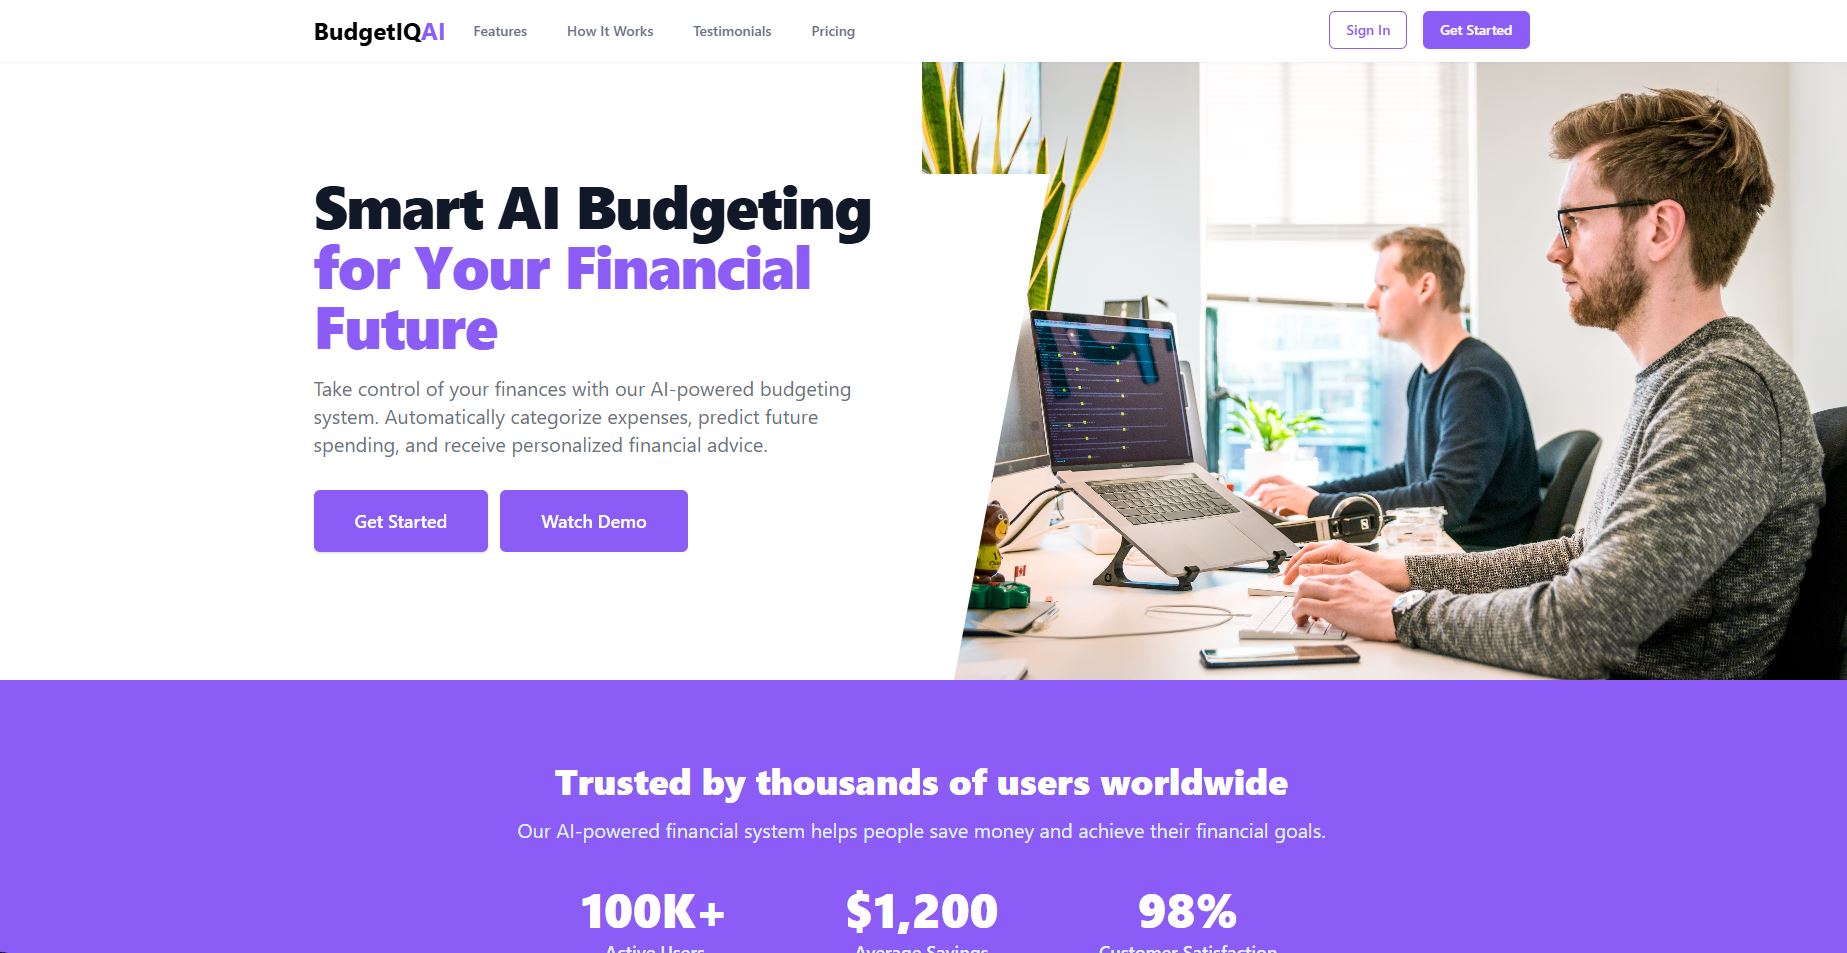 BudgetIQAI
Features
How It Works
Testimonials
Pricing
Sign In
Get Started
Smart AI Budgeting
for Your Financial
Future
Take control of your finances with our AI-powered budgeting
system. Automatically categorize expenses, predict future
spending, and receive personalized financial advice.
Get Started
Watch Demo
Trusted by thousands of users worldwide
Our AI-powered financial system helps people save money and achieve their financial goals.
100K+
$1,200
98%
Active Users
Average Savings
Customer Satisfaction